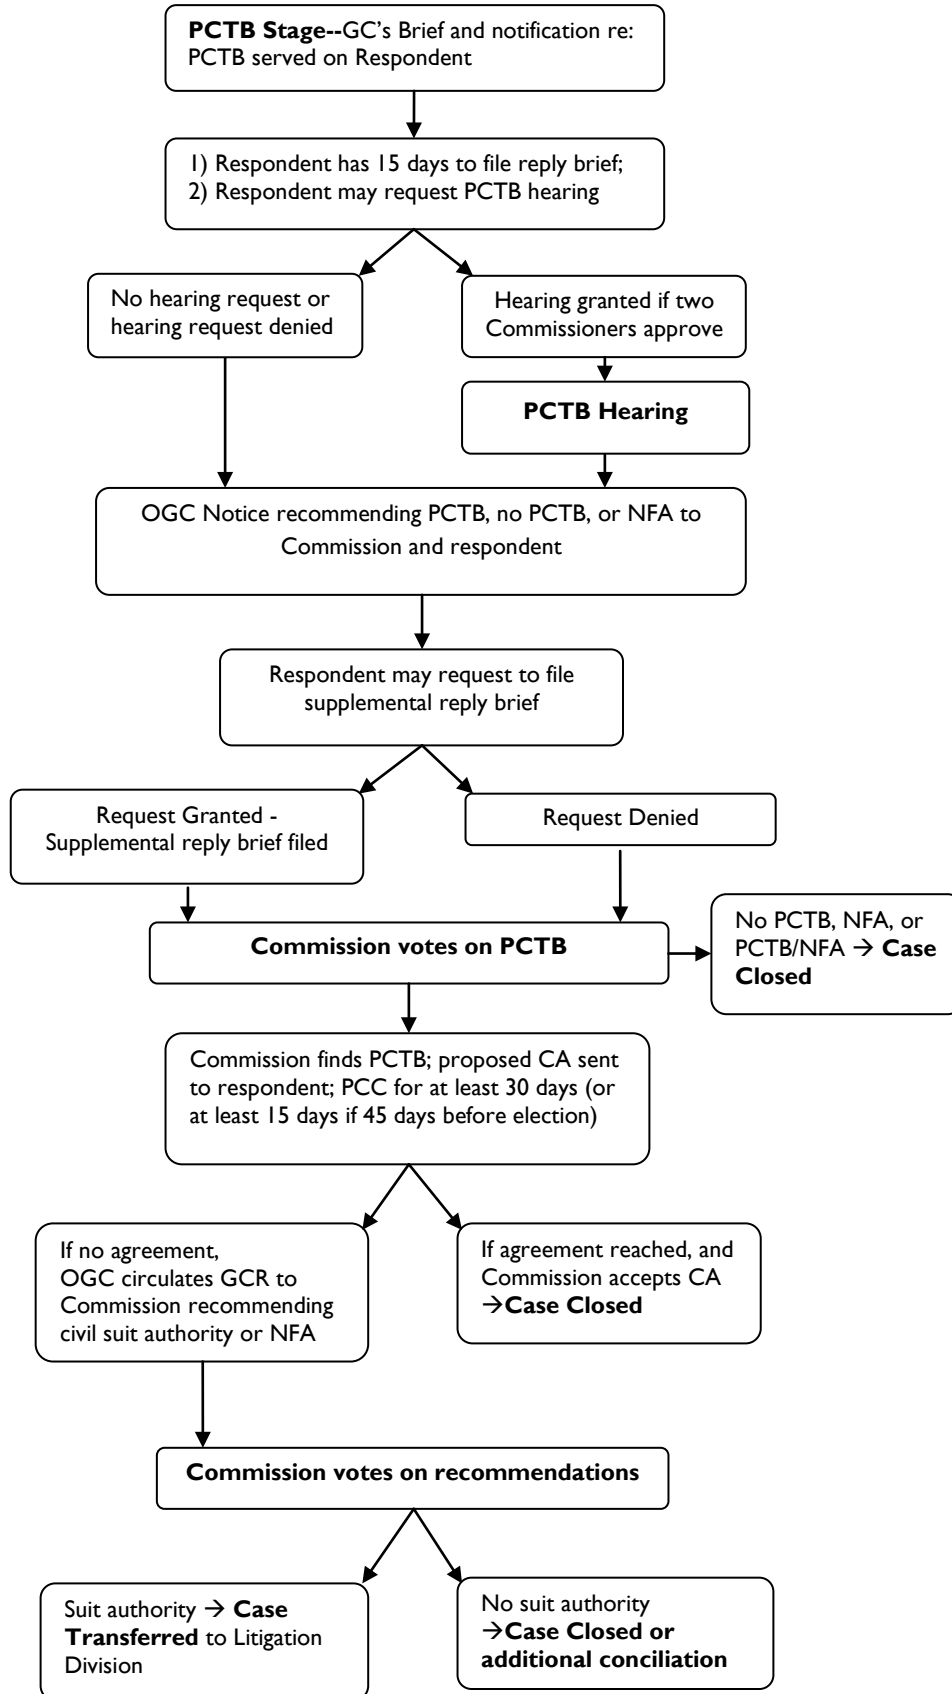 PCTB Stage--GC's Brief and notification re:
PCTB served on Respondent
1) Respondent has 15 days to file reply brief;
2) Respondent may request PCTB hearing
No hearing request or
hearing request denied
Hearing granted if two
Commissioners approve
PCTB Hearing
OGC Notice recommending PCTB, no PCTB, or NFA to
Commission and respondent
Respondent may request to file
supplemental reply brief
Request Granted -
Supplemental reply brief filed
Request Denied
Commission votes on PCTB
No PCTB, NFA, or
PCTB/NFA → Case
Closed
Commission finds PCTB; proposed CA sent
to respondent; PCC for at least 30 days (or
at least 15 days if 45 days before election)
If no agreement,
OGC circulates GCR to
Commission recommending
civil suit authority or NFA
If agreement reached, and
Commission accepts CA
→Case Closed
Commission votes on recommendations
Suit authority → Case
Transferred to Litigation
Division
No suit authority
→Case Closed or
additional conciliation